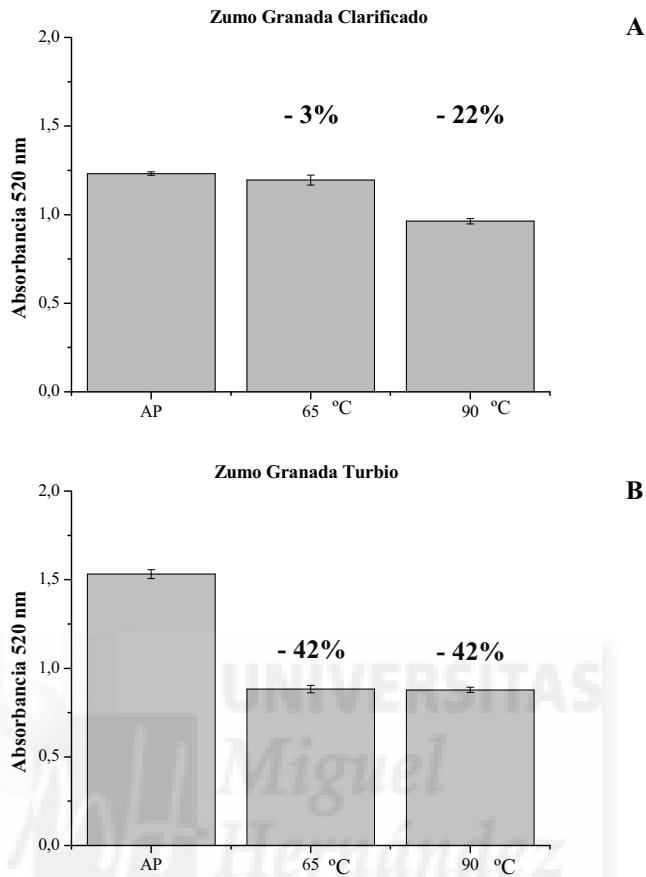 Zumo Granada Clarificado
A
2,0
- 3% - 22%
1,5
Absorbancia 520 nm
1,0
0,5
0,0
AP 65 ºC 90 ºC
Zumo Granada Turbio
B
2,0
1,5
- 42% - 42%
Absorbancia 520 nm
1,0
0,5
0,0
AP 65 ºC 90 ºC
UNIVERSITAS
Miguel
Hernández